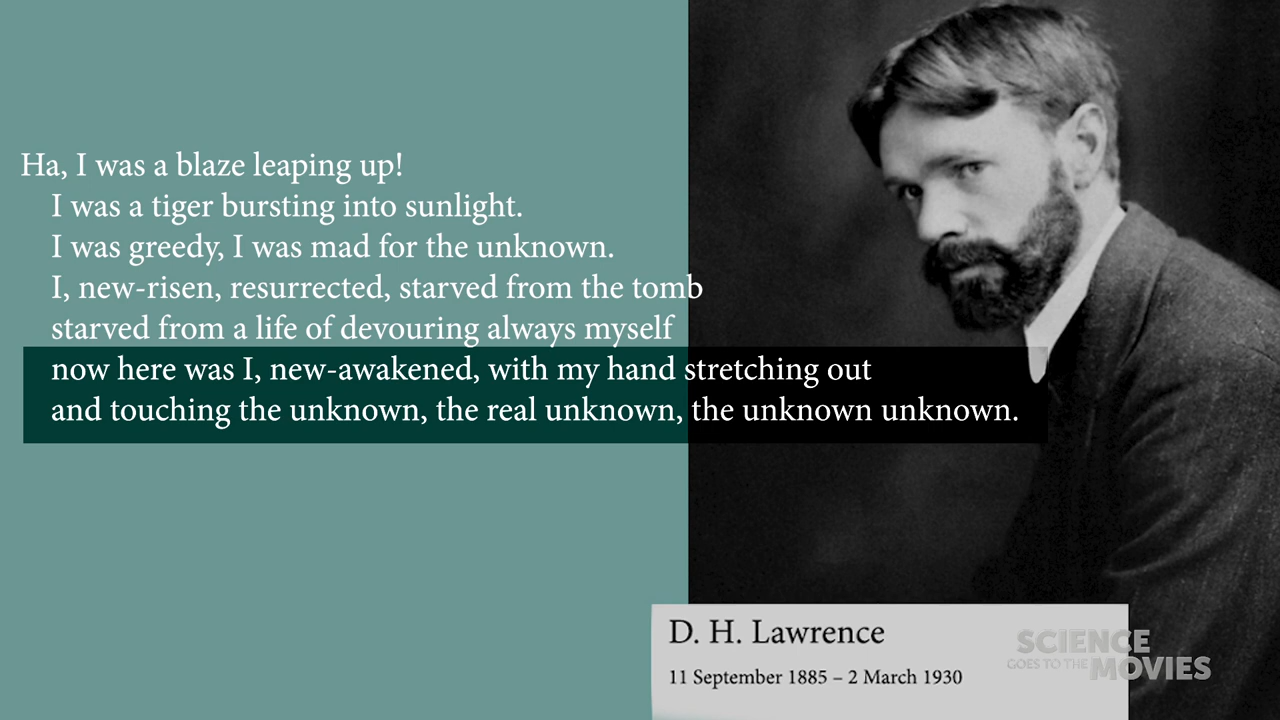 Ha, I was a blaze leaping up!
I was a tiger bursting into sunlight.
I was greedy, I was mad for the unknown.
I, new-risen, resurrected, starved from the tomb
starved from a life of devouring always myself
now here was I, new-awakened, with my hand stretching out
and touching the unknown, the real unknown, the unknown unknown.
D. H. Lawrence
11 September 1885 – 2 March 1930
SCIENCE
GOES TO THE MOVIES